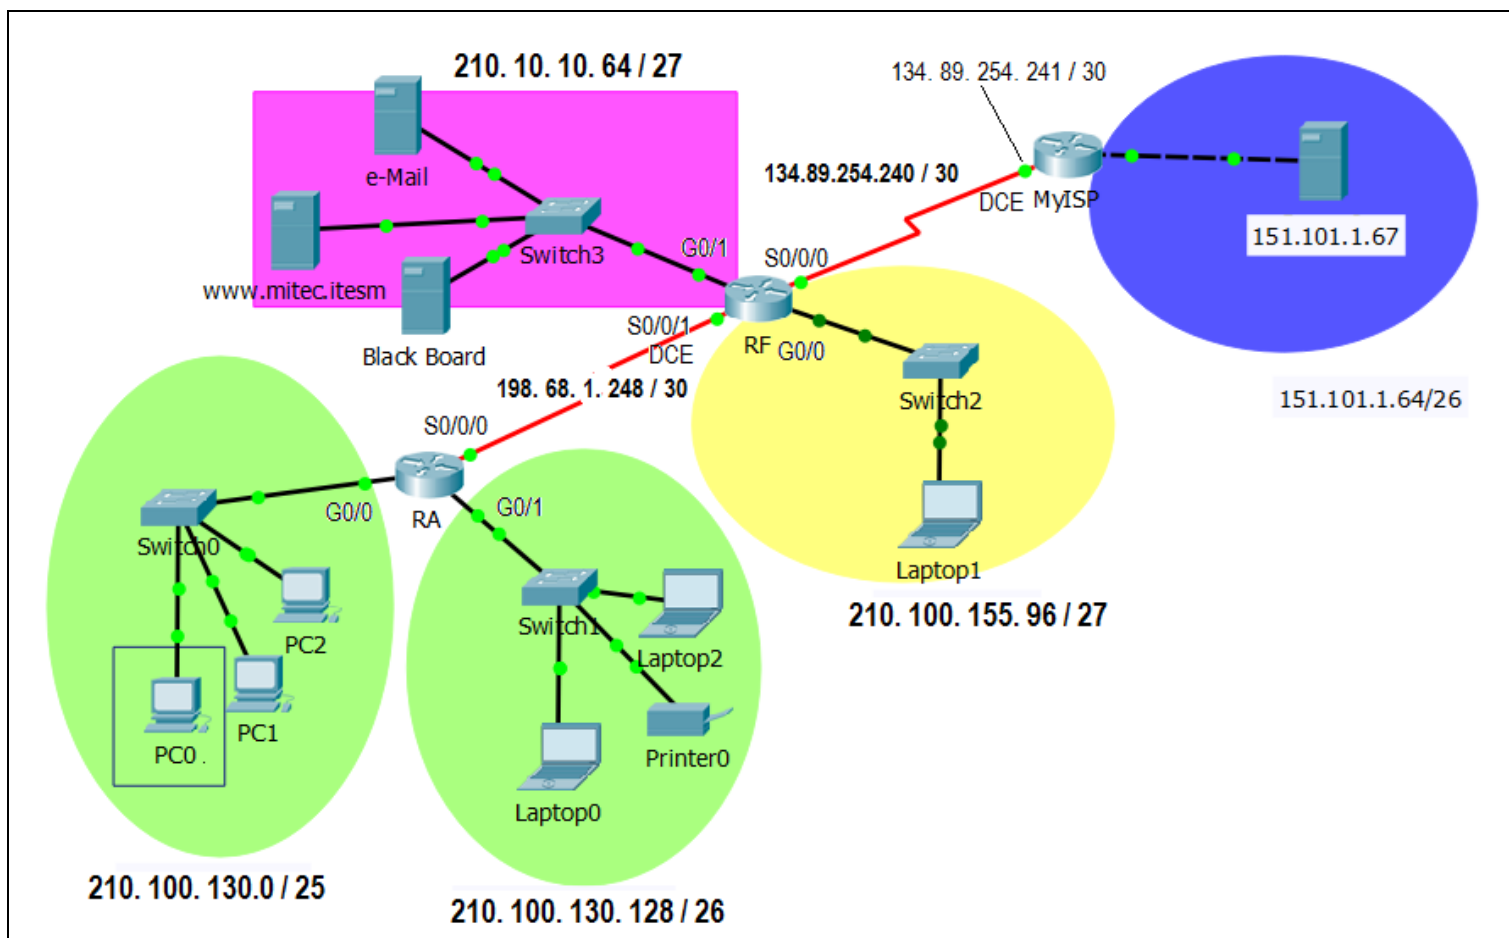 210. 10. 10. 64 / 27
134. 89. 254. 241 / 30
e-Mail
134.89.254.240 / 30
DCE
MyISP
151.101.1.67
Switch3
G0/1
S0/0/0
www.mitec.itesm
Black Board
S0/0/1
DCE
RF
G0/0
198. 68. 1. 248 / 30
Switch2
151.101.1.64/26
S0/0/0
G0/0
RA
G0/1
Switch0
Laptop1
210. 100. 155. 96 / 27
Switch1
PC2
Laptop2
PC1
PC0 .
Printer0
Laptop0
210. 100. 130.0 / 25
210. 100. 130. 128 / 26